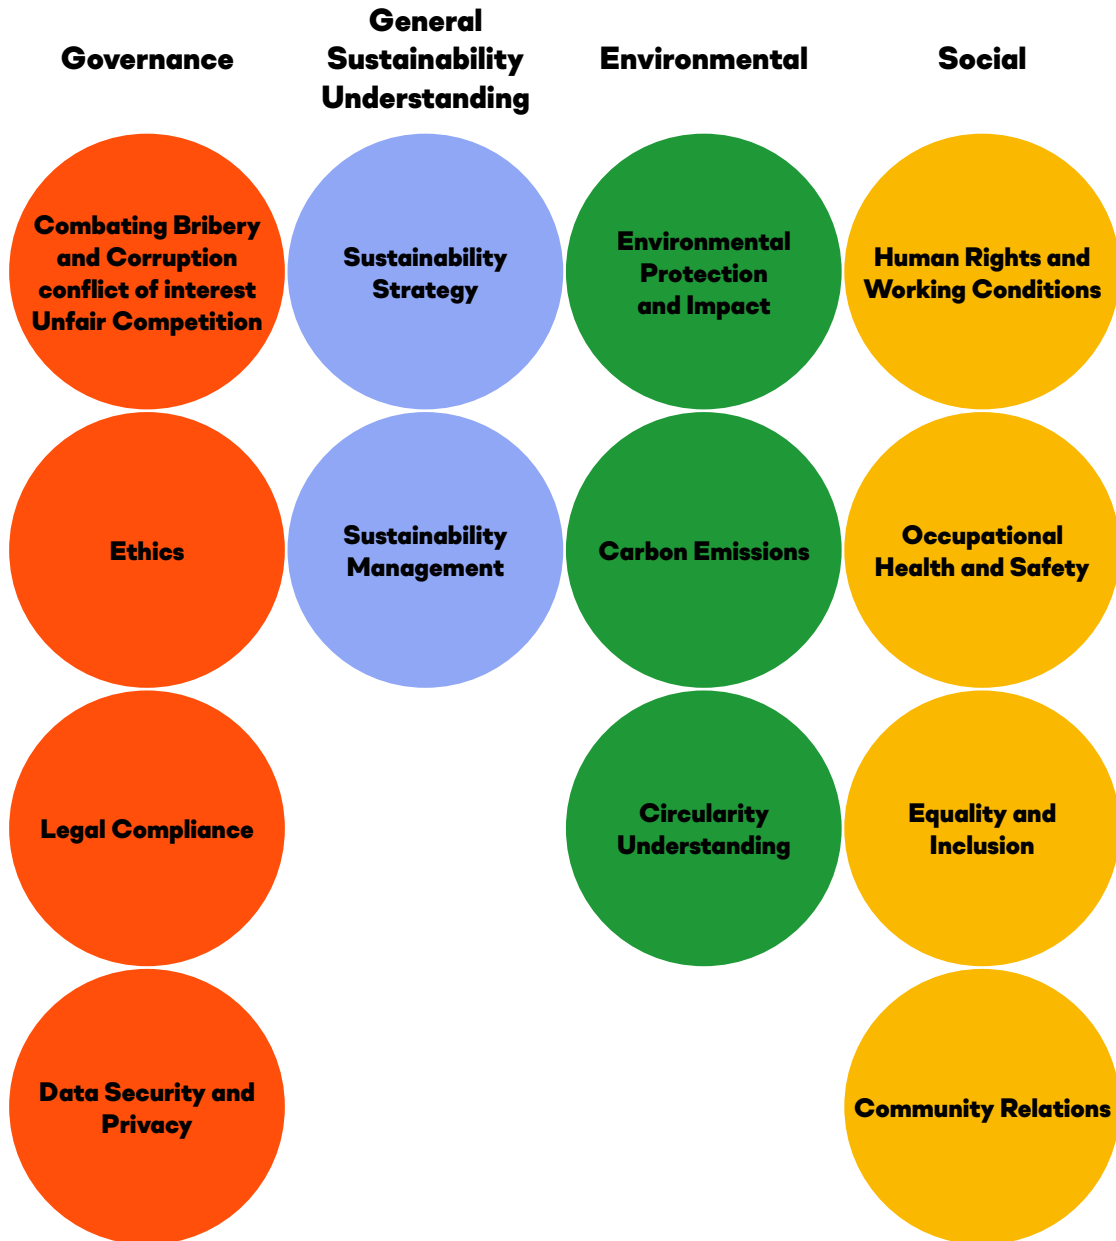 Governance
General
Sustainability
Understanding
Environmental
Social
Combating Bribery
and Corruption
conflict of interest
Unfair Competition
Sustainability
Strategy
Environmental
Protection
and Impact
Human Rights and
Working Conditions
Ethics
Sustainability
Management
Carbon Emissions
Occupational
Health and Safety
Legal Compliance
Circularity
Understanding
Equality and
Inclusion
Data Security and
Privacy
Community Relations